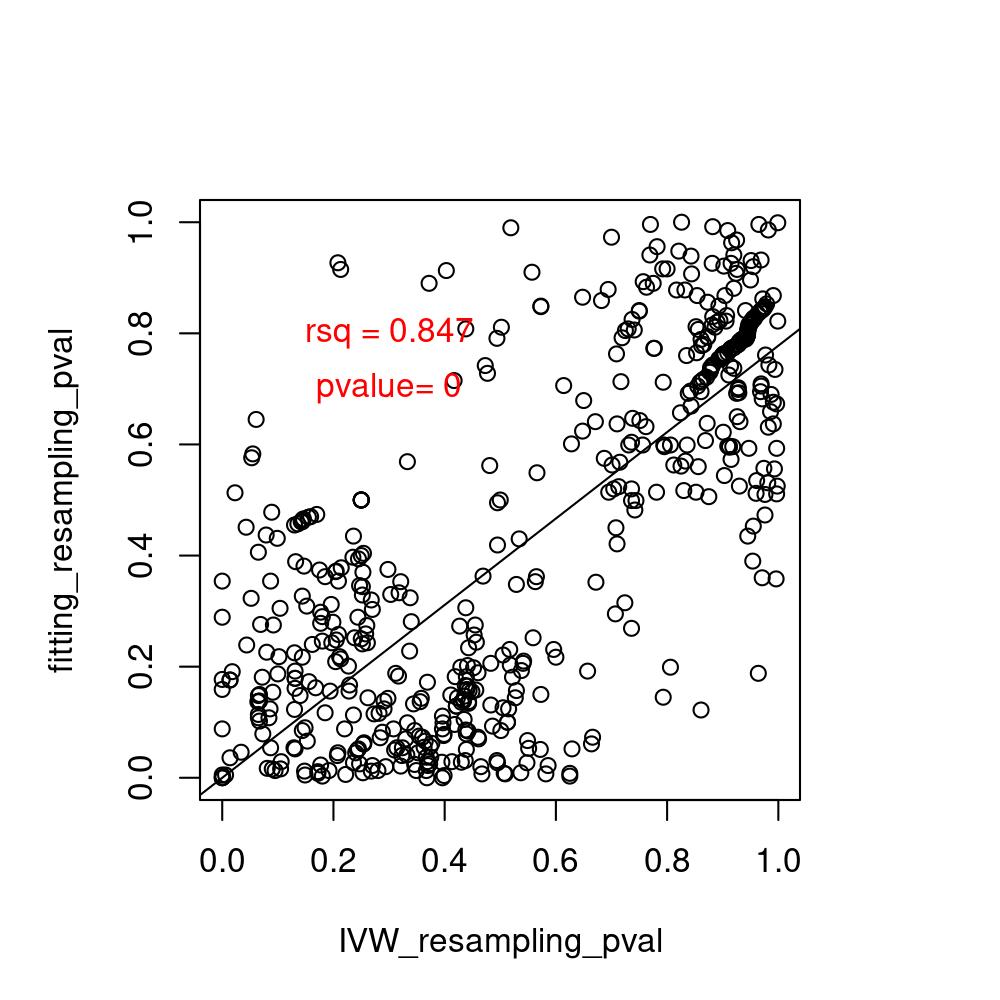 1.0
0.8
0.6
0.4
0.2
0.0
fitting_resampling_pval
rsq = 0.847
pvalue= 0
0.0 0.2 0.4 0.6 0.8 1.0
IVW_resampling_pval